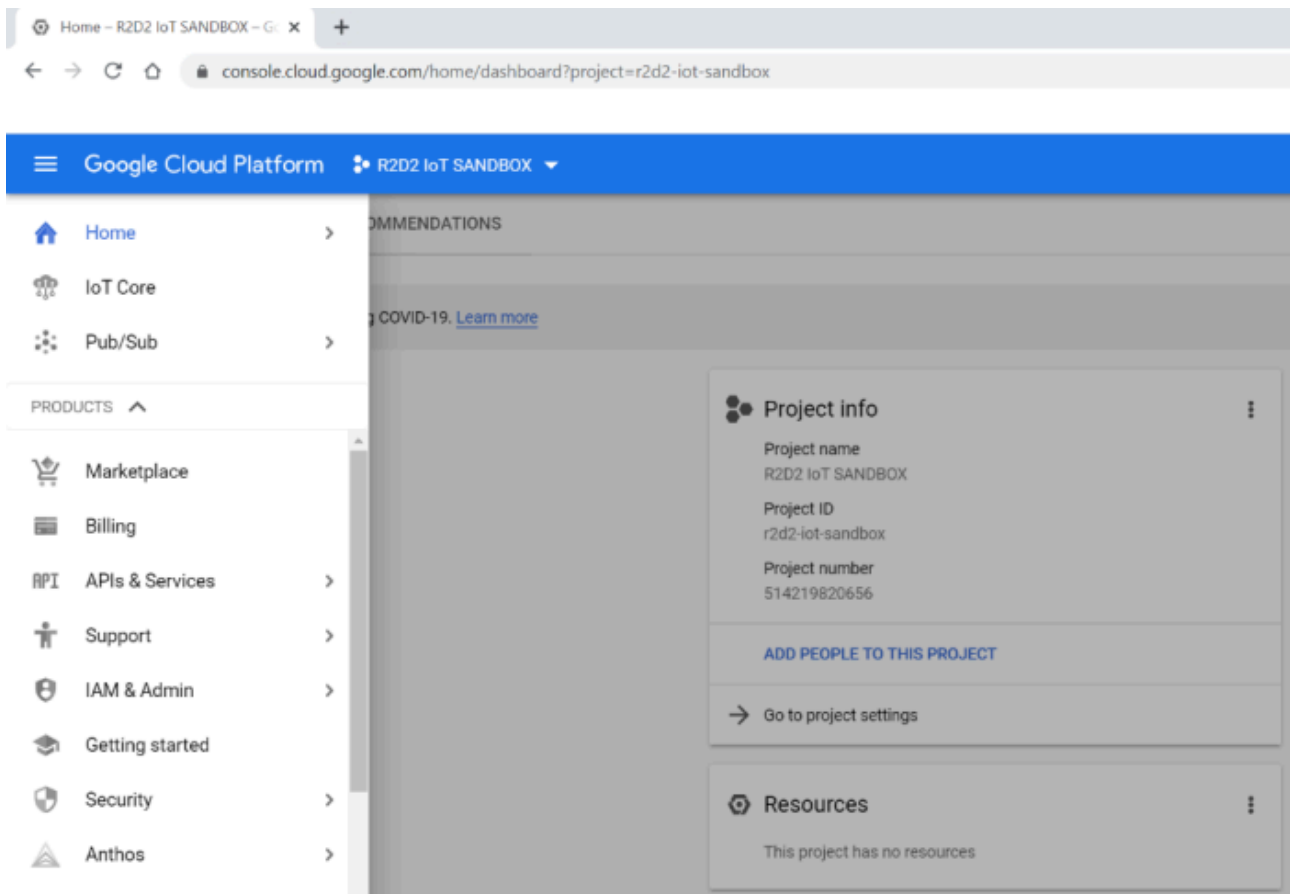 Home – R2D2 IoT SANDBOX – Go
console.cloud.google.com/home/dashboard?project=r2d2-iot-sandbox
Google Cloud Platform
R2D2 IoT SANDBOX
Home
IoT Core
Pub/Sub
PRODUCTS
Marketplace
Billing
API
APIs & Services
Support
IAM & Admin
Getting started
Security
Anthos
OMMENDATIONS
g COVID-19. Learn more
Project info
Project name
R2D2 IoT SANDBOX
Project ID
r2d2-iot-sandbox
Project number
514219820656
ADD PEOPLE TO THIS PROJECT
Go to project settings
Resources
This project has no resources